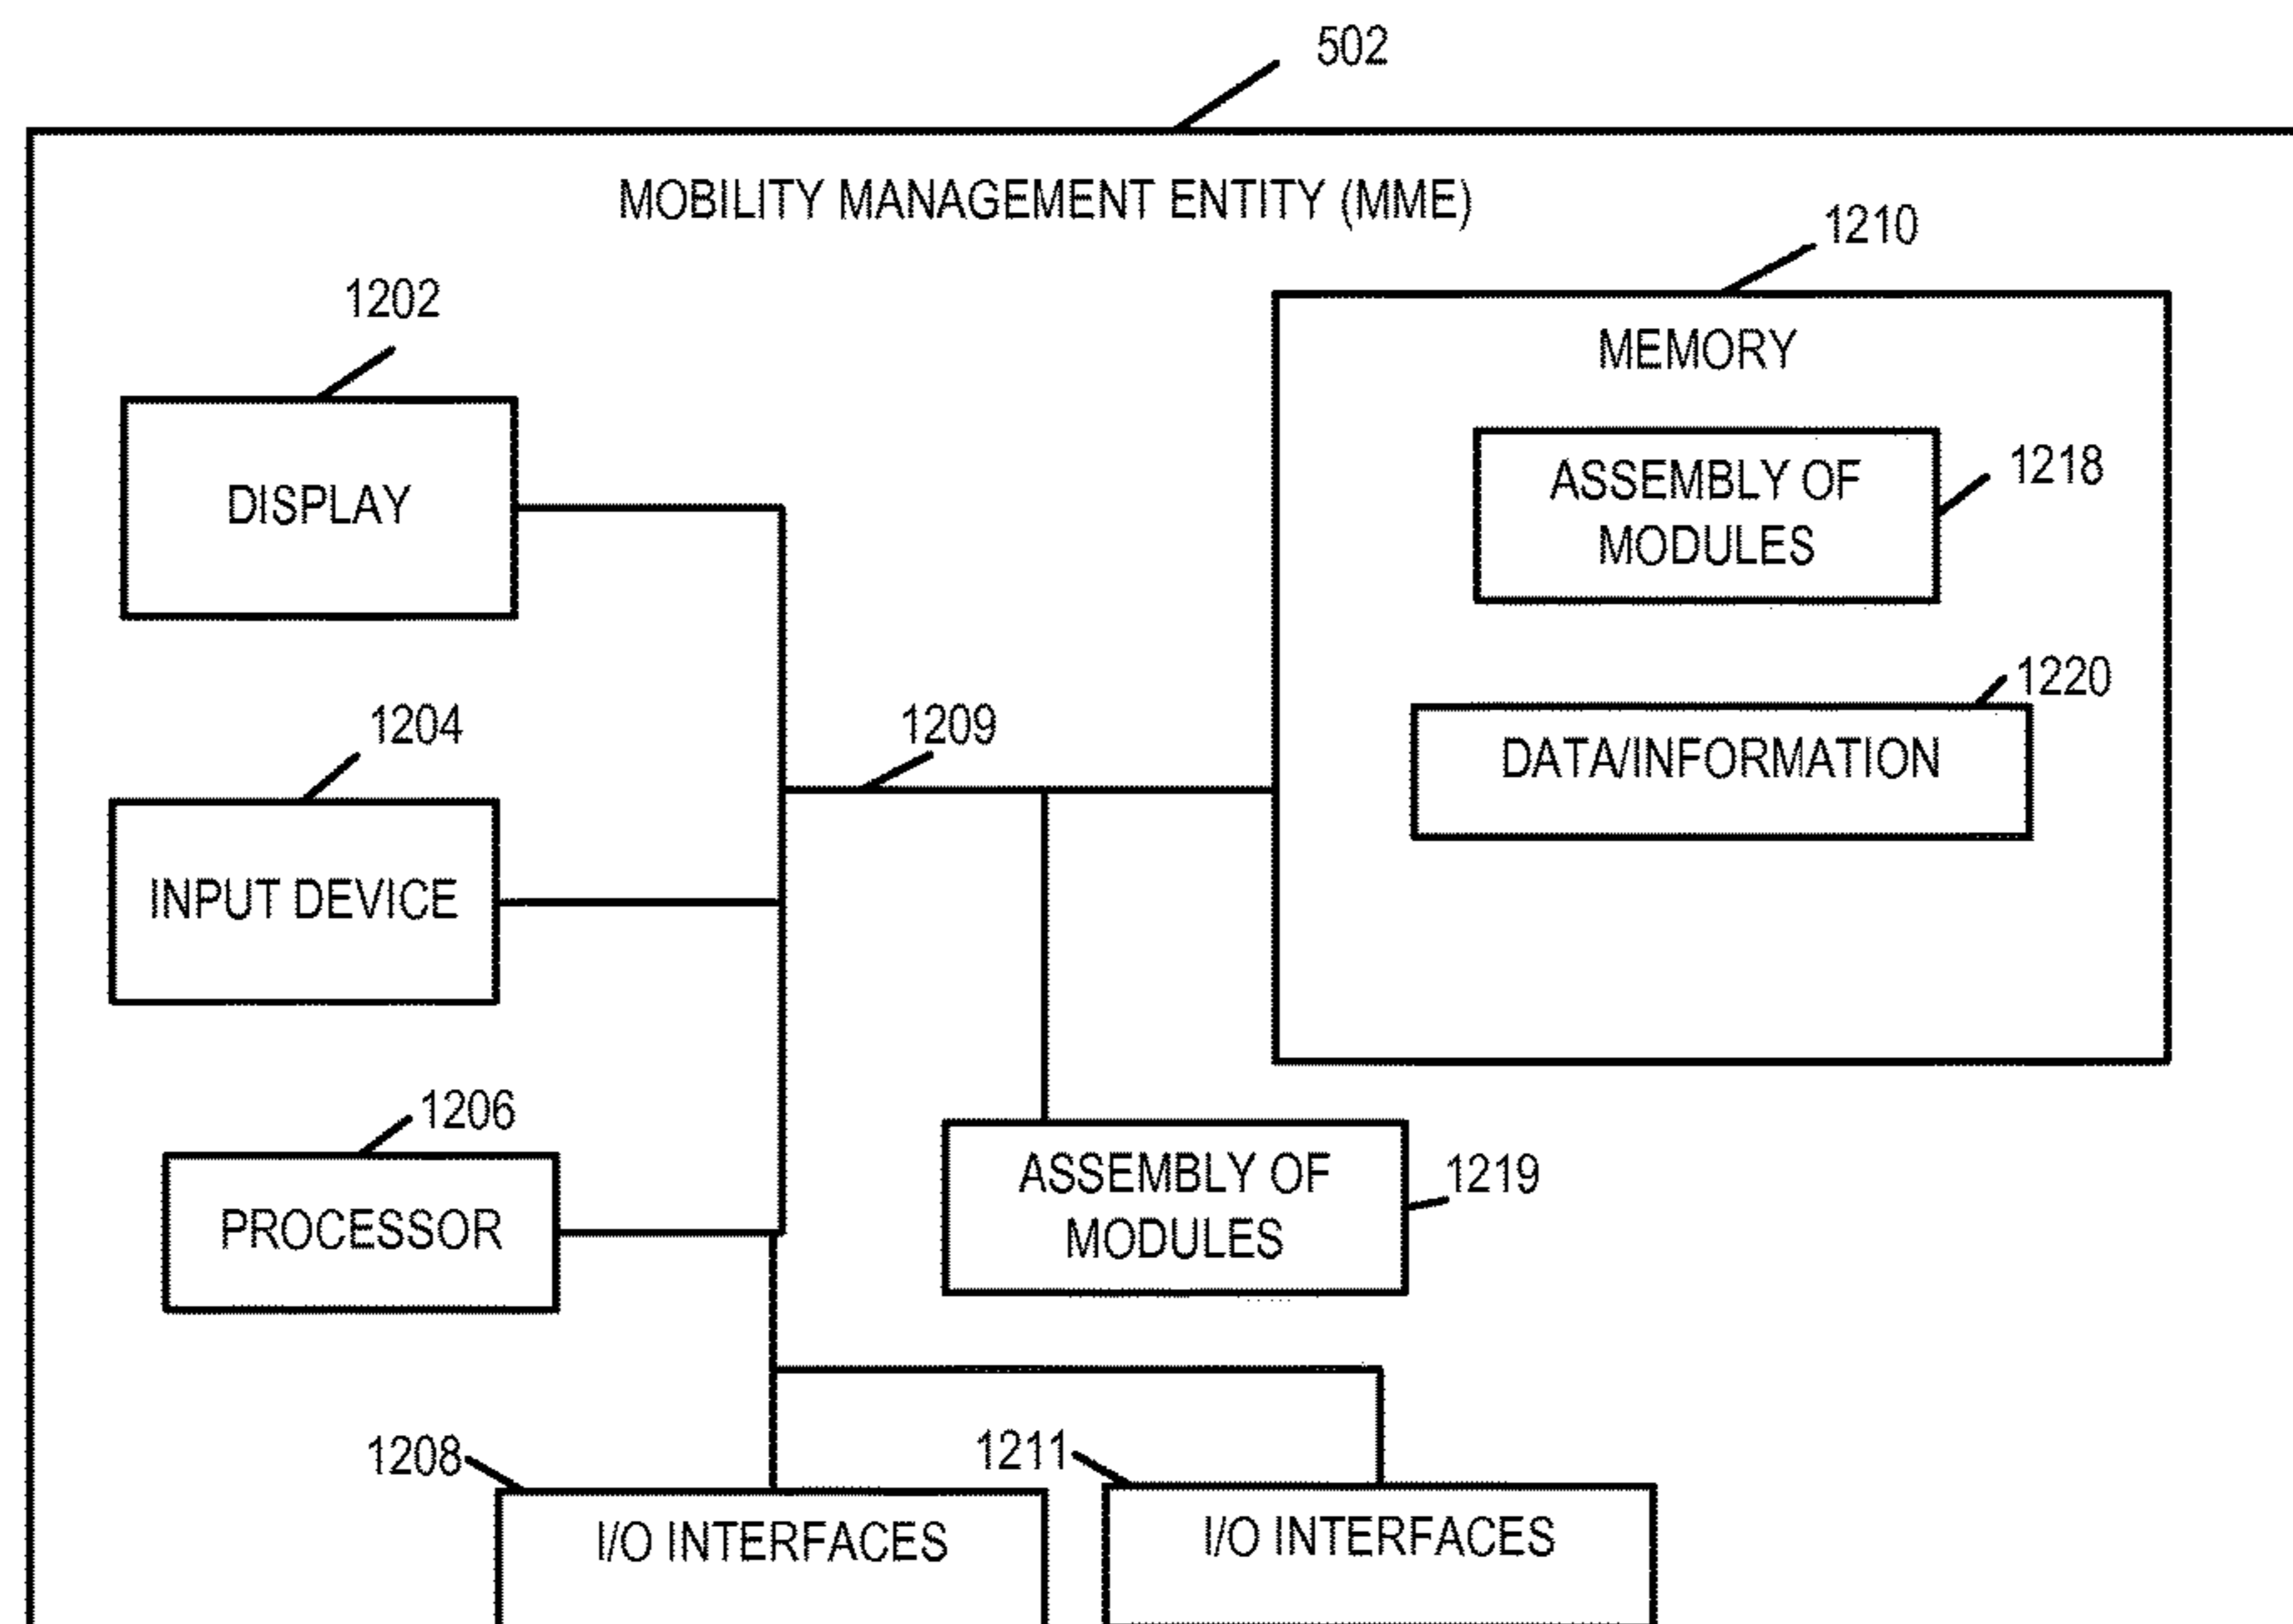 502
MOBILITY MANAGEMENT ENTITY (MME)
1210
1202
MEMORY
DISPLAY
ASSEMBLY OF
MODULES
1218
1220
DATA/INFORMATION
1204
1209
INPUT DEVICE
1206
PROCESSOR
ASSEMBLY OF
MODULES
1219
1208
I/O INTERFACES
1211
I/O INTERFACES